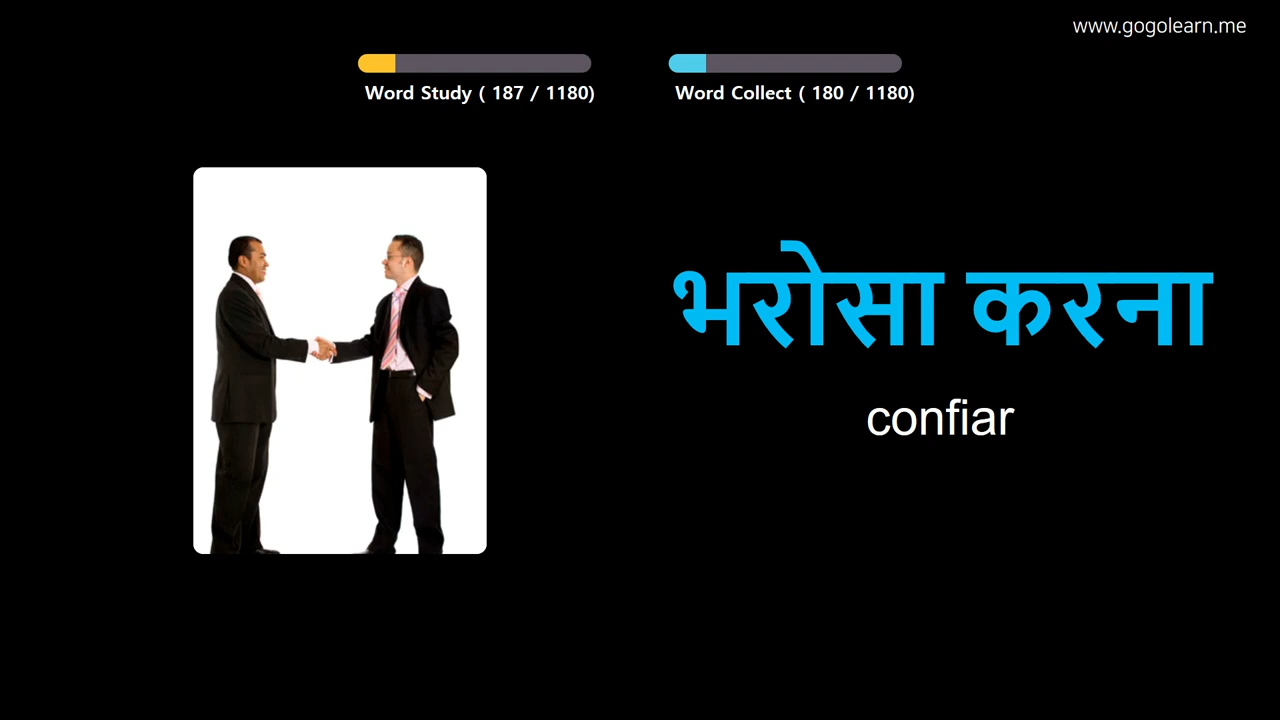 www.gogolearn.me
Word Study ( 187 / 1180)
Word Collect ( 180 / 1180)
भरोसा करना
confiar